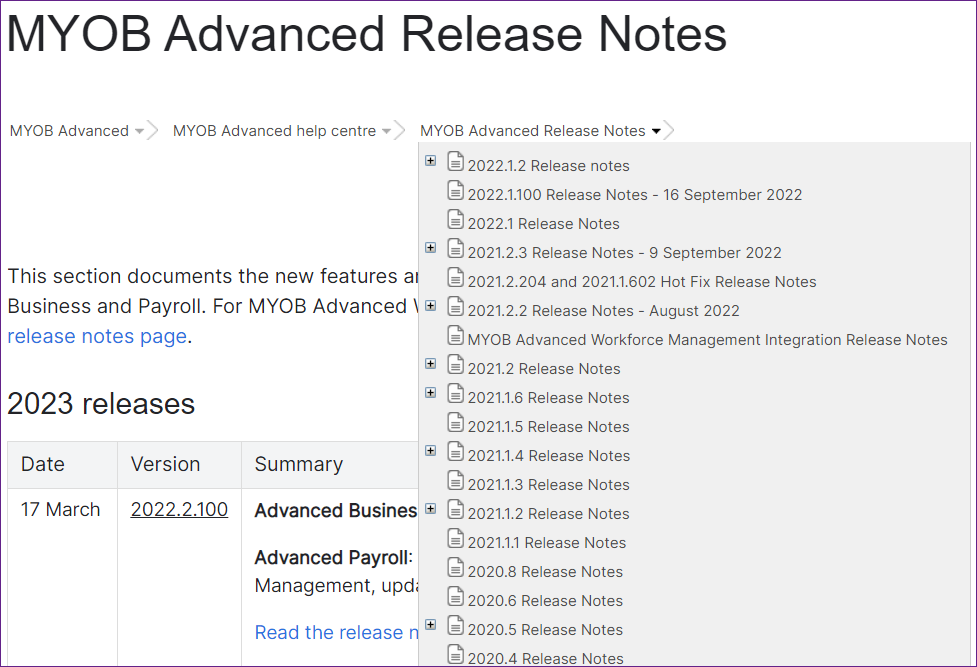 MYOB Advanced Release Notes
MYOB Advanced
MYOB Advanced help centre
MYOB Advanced Release Notes
2022.1.2 Release notes
2022.1.100 Release Notes - 16 September 2022
2022.1 Release Notes
2021.2.3 Release Notes - 9 September 2022
2021.2.204 and 2021.1.602 Hot Fix Release Notes
2021.2.2 Release Notes - August 2022
MYOB Advanced Workforce Management Integration Release Notes
2021.2 Release Notes
2021.1.6 Release Notes
2021.1.5 Release Notes
2021.1.4 Release Notes
2021.1.3 Release Notes
2021.1.2 Release Notes
2021.1.1 Release Notes
2020.8 Release Notes
2020.6 Release Notes
2020.5 Release Notes
2020.4 Release Notes
This section documents the new features
Business and Payroll. For MYOB Advanced
release notes page.
2023 releases
Date Version Summary
17 March 2022.2.100 Advanced Busines
Advanced Payroll:
Management, upda
Read the release n